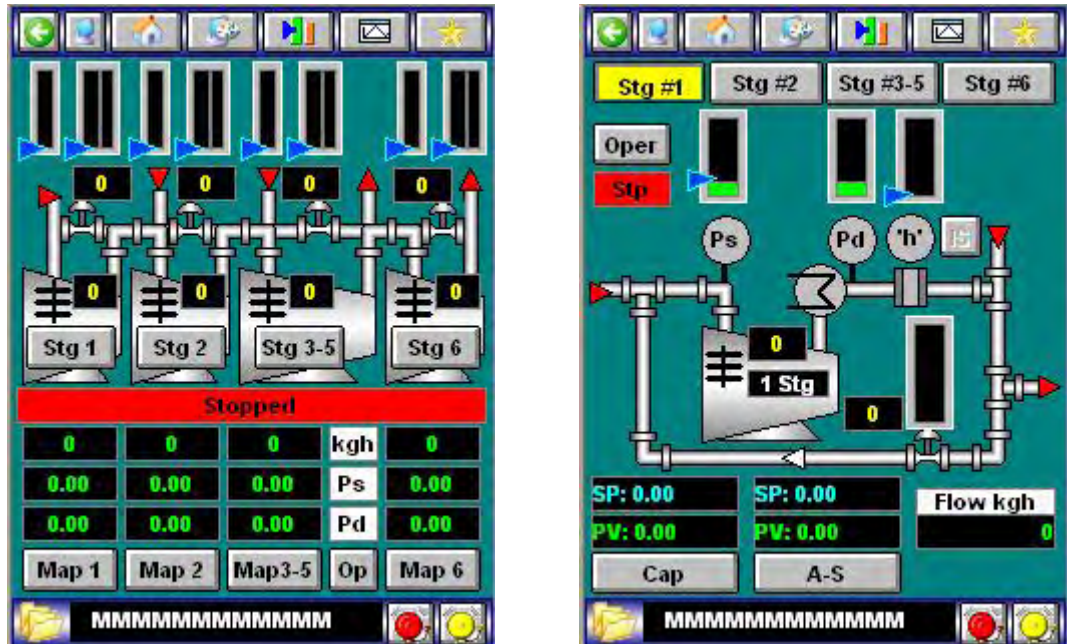 0 0 0 0
0 0 0 0
Stg 1 Stg 2 Stg 3-5 Stg 6
Stopped
0 0 0 kgh 0
0.00 0.00 0.00 Ps 0.00
0.00 0.00 0.00 Pd 0.00
Map 1 Map 2 Map3-5 Op Map 6
MMMMMMMMMMMMM
Stg #1 Stg #2 Stg #3-5 Stg #6
Oper
Stp
Ps Pd 'h'
0
1 Stg
0
SP: 0.00 SP: 0.00
Flow kgh
PV: 0.00 PV: 0.00 0
Cap A-S
MMMMMMMMMMMMM